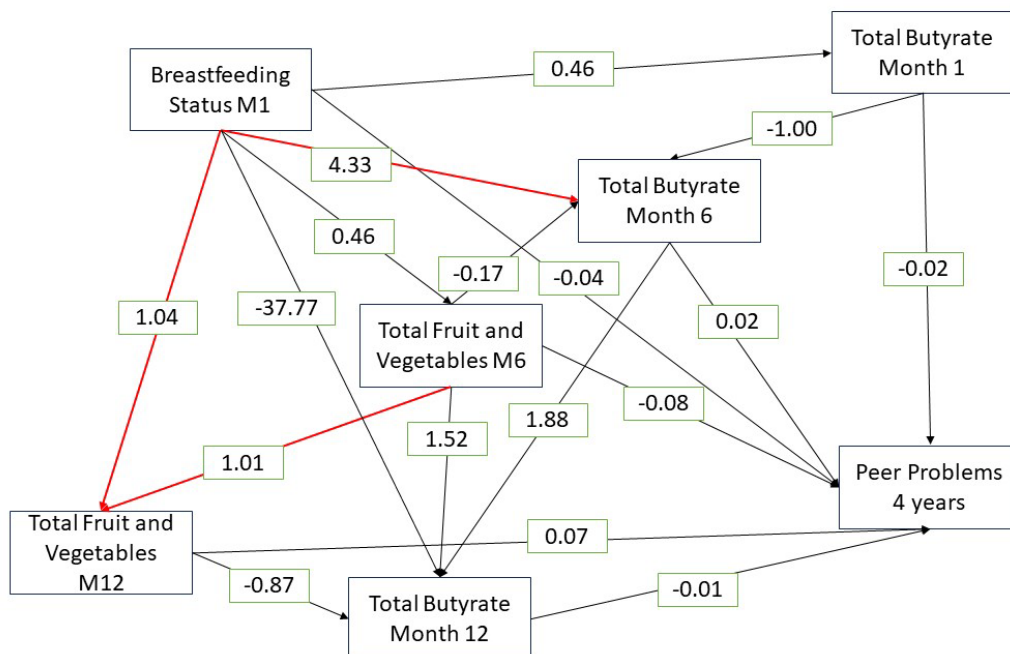 Total Butyrate
Month 1
Breastfeeding
Status M1
0.46
-1.00
4.33
Total Butyrate
Month 6
0.46
-0.17
-0.04
-0.02
1.04
-37.77
Total Fruit and
Vegetables M6
0.02
-0.08
1.52
1.88
1.01
Peer Problems
4 years
Total Fruit and
Vegetables
M12
0.07
-0.87
Total Butyrate
Month 12
-0.01